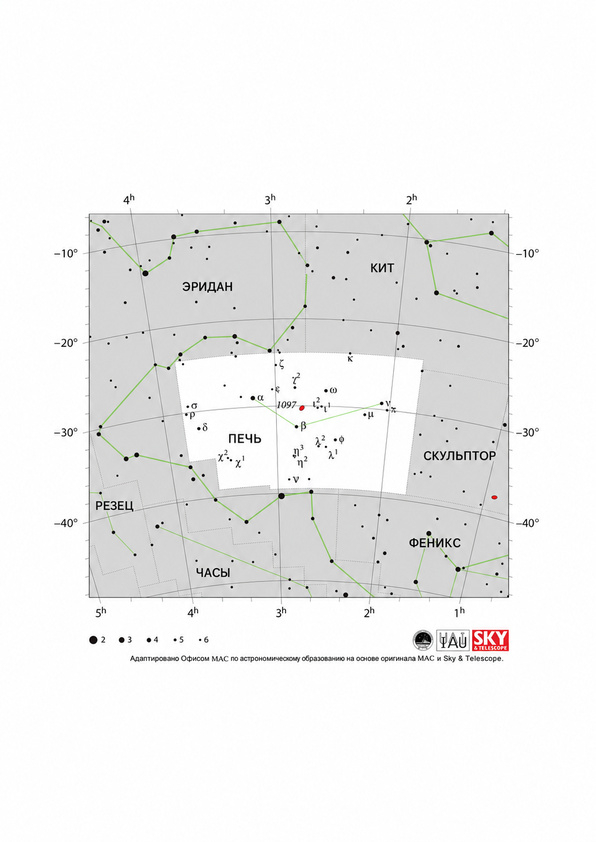 4h 3h 2h
−10° −10°
КИТ
ЭРИДАН
−20° −20°
κ
ζ
γ2
ε ω
α ι2 ι1 ν
1097 π
σ
ρ μ
β
δ
−30° −30°
ПЕЧЬ λ2 φ
η3 λ1
χ2 χ1 η2
СКУЛЬПТОР
ν
РЕЗЕЦ
−40° −40°
ФЕНИКС
ЧАСЫ
5h 4h 3h 2h 1h
2 3 4 5 6
IAU SKY
& TELESCOPE
Адаптировано Офисом МАС по астрономическому образованию на основе оригинала МАС и Sky & Telescope.